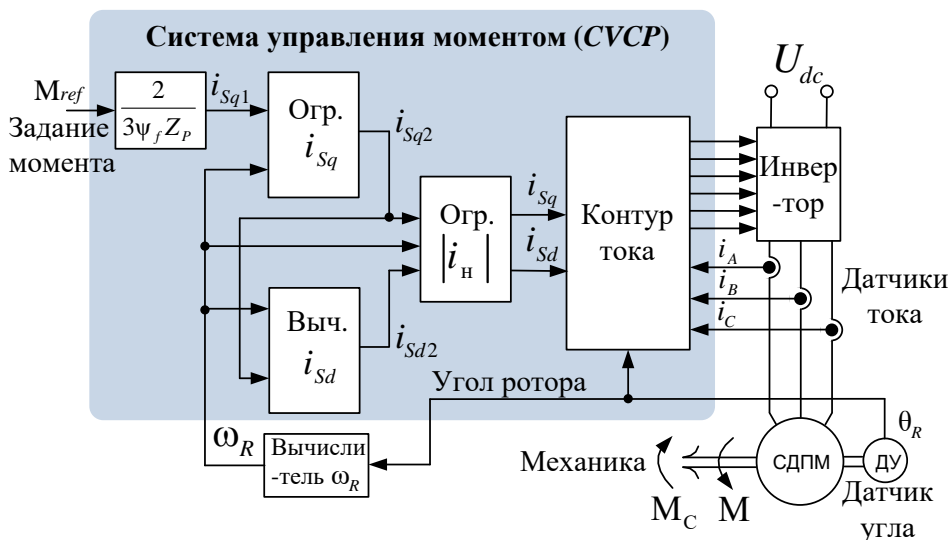 Система управления моментом (CVCP)
U_dc
M_ref
Задание
момента
2
3ψ_f Z_P
i_Sq1
Огр.
i_Sq
i_Sq2
Огр.
|i_н|
i_Sq
i_Sd
Контур
тока
Инвер
-тор
i_A
i_B
i_C
Датчики
тока
Выч.
i_Sd
i_Sd2
Угол ротора
ω_R
Вычисли
-тель ω_R
θ_R
Механика
M_C
M
СДПМ
ДУ
Датчик
угла